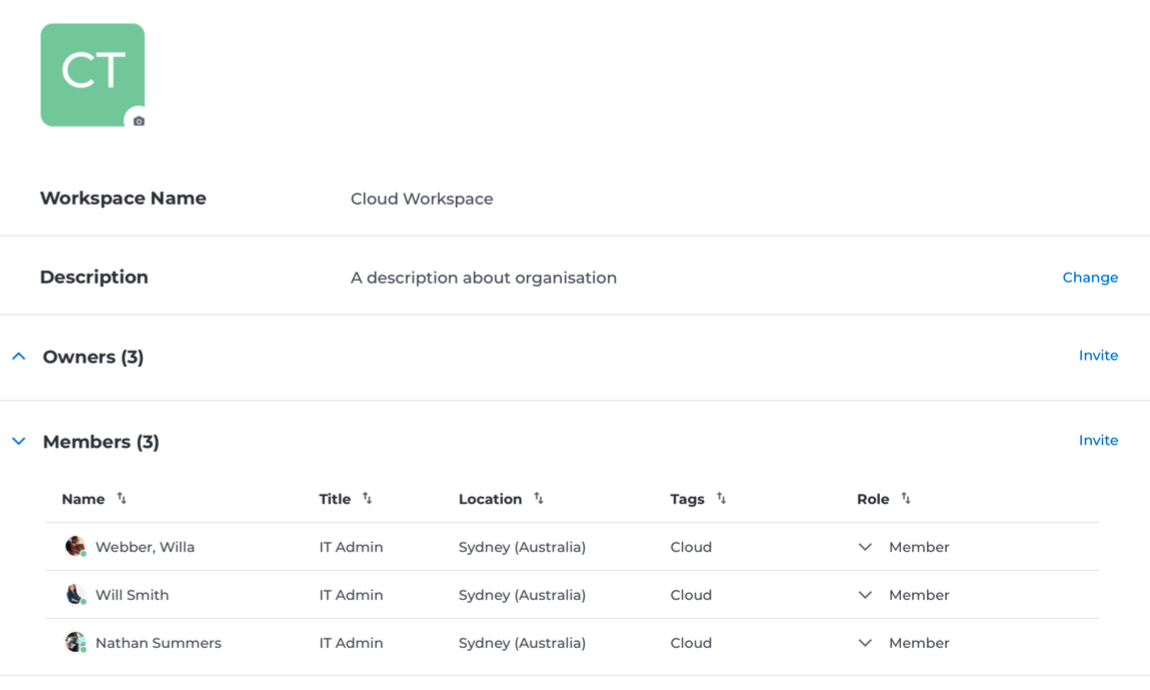 CT
Workspace Name Cloud Workspace
Description A description about organisation Change
Owners (3) Invite
Members (3) Invite
Name Title Location Tags Role
Webber, Willa IT Admin Sydney (Australia) Cloud Member
Will Smith IT Admin Sydney (Australia) Cloud Member
Nathan Summers IT Admin Sydney (Australia) Cloud Member